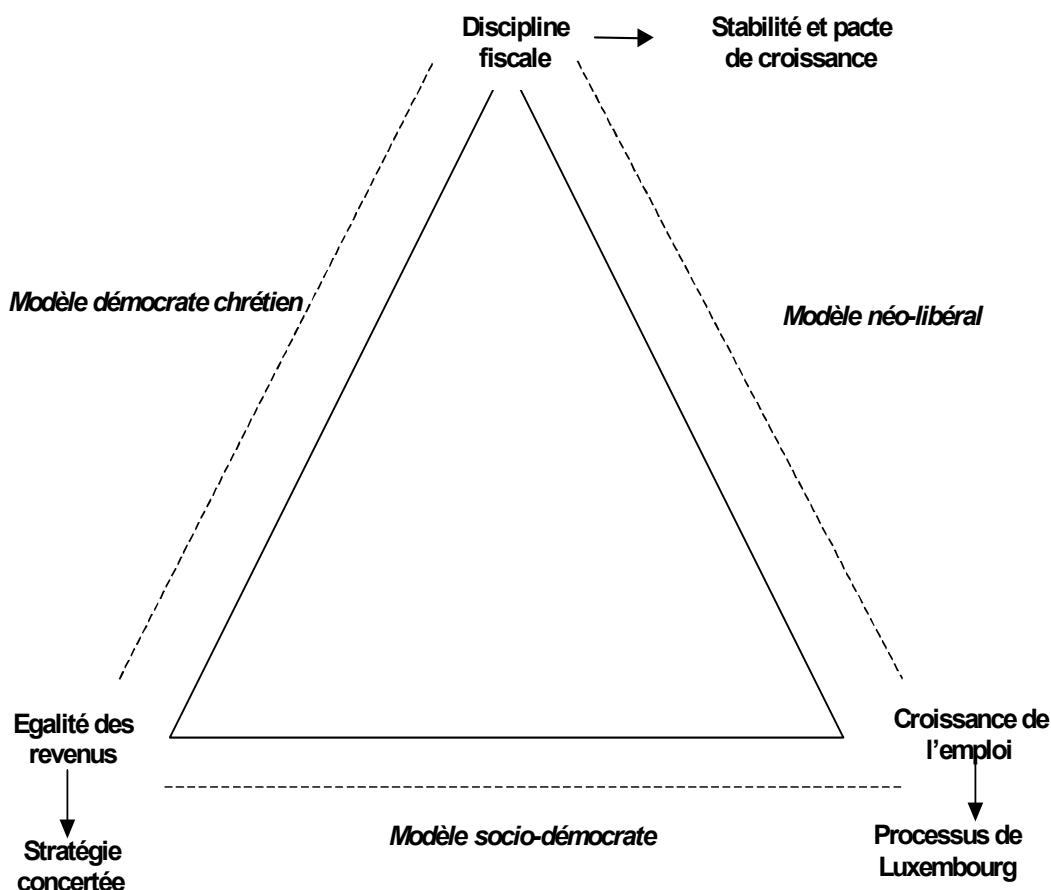 Discipline
fiscale
Stabilité et pacte
de croissance
Modèle démocrate chrétien
Modèle néo-libéral
Egalité des
revenus
Croissance de
l’emploi
Modèle socio-démocrate
Stratégie
concertée
Processus de
Luxembourg